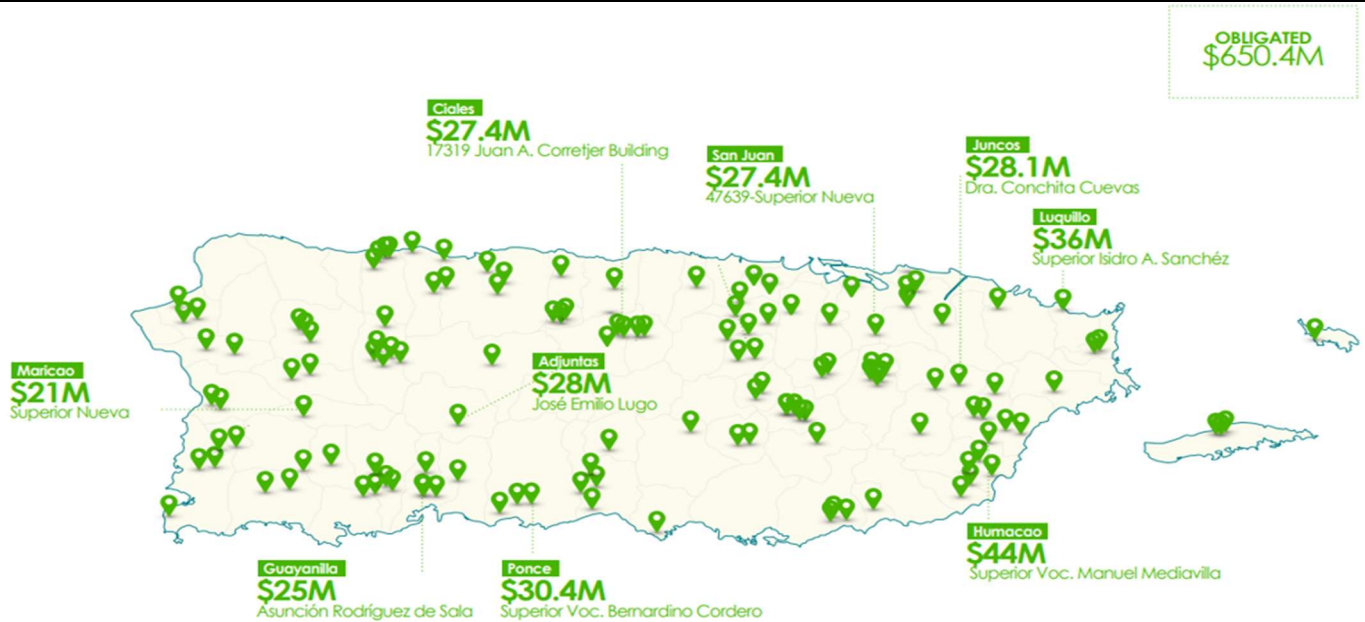 OBLIGATED
$650.4M
Ciales
$27.4M
17319 Juan A. Corretjer Building
San Juan
$27.4M
47639-Superior Nueva
Juncos
$28.1M
Dra. Conchita Cuevas
Luquillo
$36M
Superior Isidro A. Sanchéz
Maricao
$21M
Superior Nueva
Adjuntas
$28M
José Emilio Lugo
Guayanilla
$25M
Asunción Rodríguez de Sala
Ponce
$30.4M
Superior Voc. Bernardino Cordero
Humacao
$44M
Superior Voc. Manuel Mediavilla